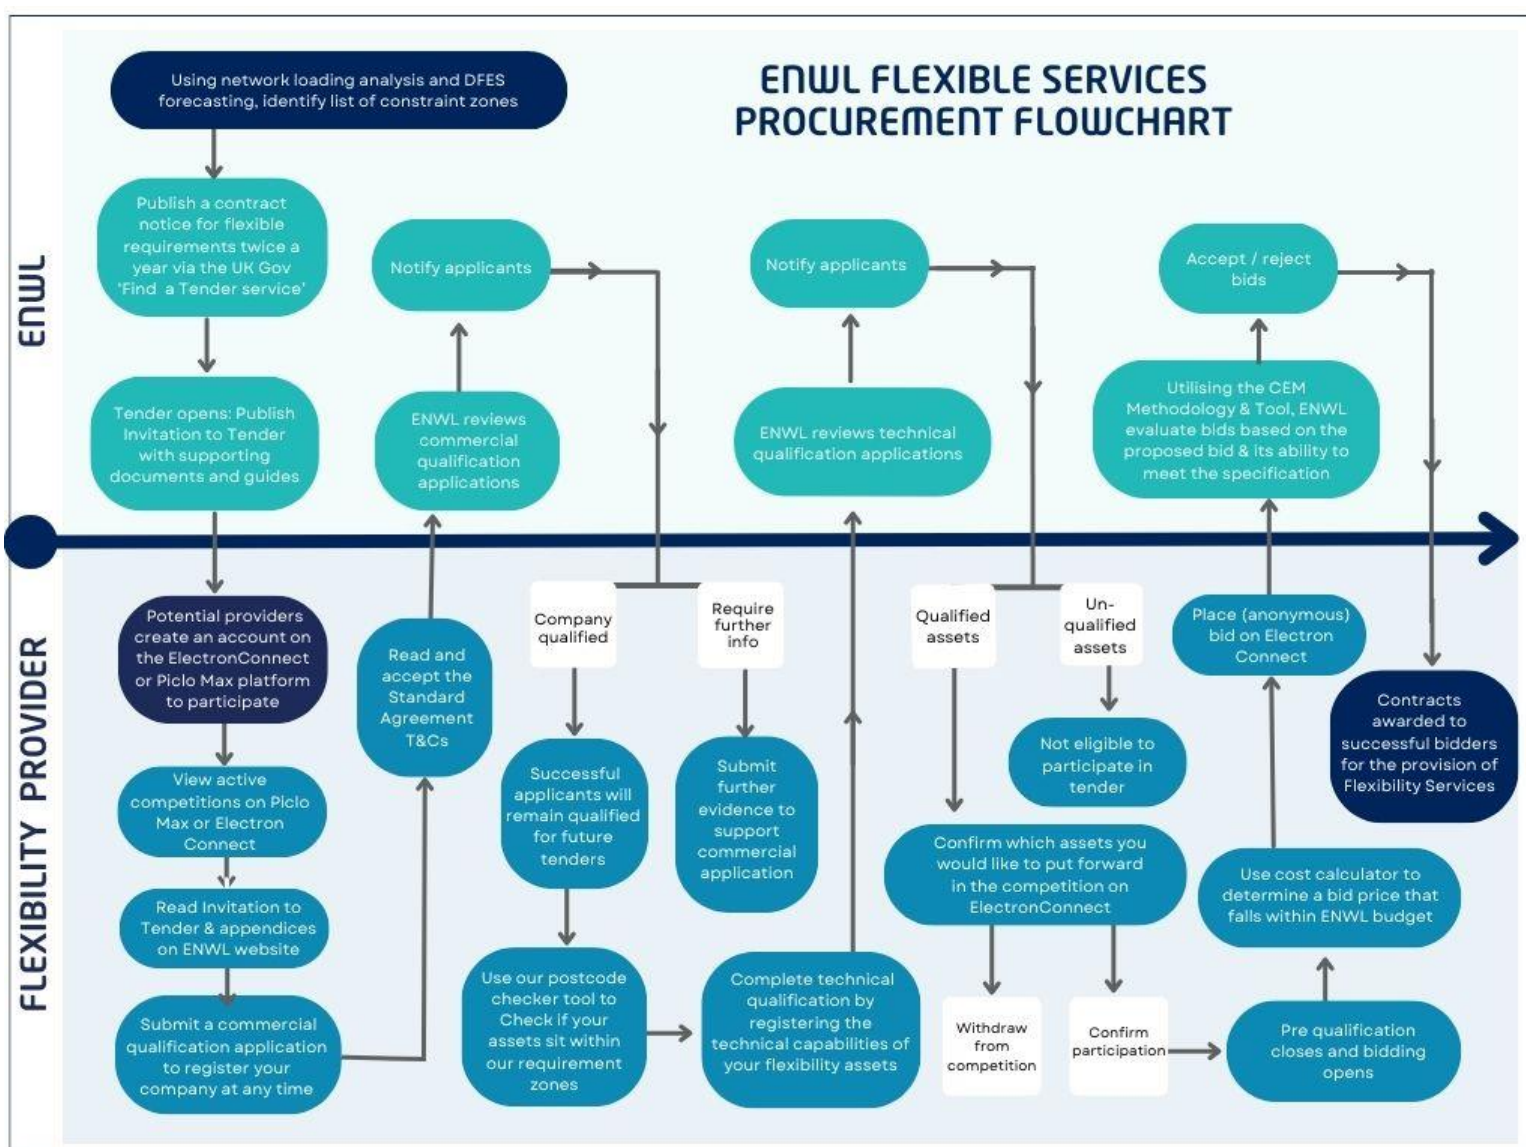 ENWL FLEXIBLE SERVICES
PROCUREMENT FLOWCHART
ENWL
Using network loading analysis and DFES
forecasting, identify list of constraint zones
Publish a contract
notice for flexible
requirements twice a
year via the UK Gov
'Find a Tender service'
Tender opens: Publish
Invitation to Tender
with supporting
documents and guides
Notify applicants
ENWL reviews
commercial
qualification
applications
Notify applicants
ENWL reviews technical
qualification applications
Accept / reject
bids
Utilising the CEM
Methodology & Tool, ENWL
evaluate bids based on the
proposed bid & its ability to
meet the specification
FLEXIBILITY PROVIDER
Potential providers
create an account on
the ElectronConnect
or Piclo Max platform
to participate
View active
competitions on Piclo
Max or Electron
Connect
Read Invitation to
Tender & appendices
on ENWL website
Submit a commercial
qualification application
to register your
company at any time
Read and
accept the
Standard
Agreement
T&Cs
Company
qualified
Require
further
info
Successful
applicants will
remain qualified
for future
tenders
Submit
further
evidence to
support
commercial
application
Use our postcode
checker tool to
Check if your
assets sit within
our requirement
zones
Complete technical
qualification by
registering the
technical capabilities of
your flexibility assets
Qualified
assets
Un-
qualified
assets
Not eligible to
participate in
tender
Confirm which assets you
would like to put forward
in the competition on
ElectronConnect
Withdraw
from
competition
Confirm
participation
Pre qualification
closes and bidding
opens
Use cost calculator to
determine a bid price that
falls within ENWL budget
Place (anonymous)
bid on Electron
Connect
Contracts
awarded to
successful bidders
for the provision of
Flexibility Services